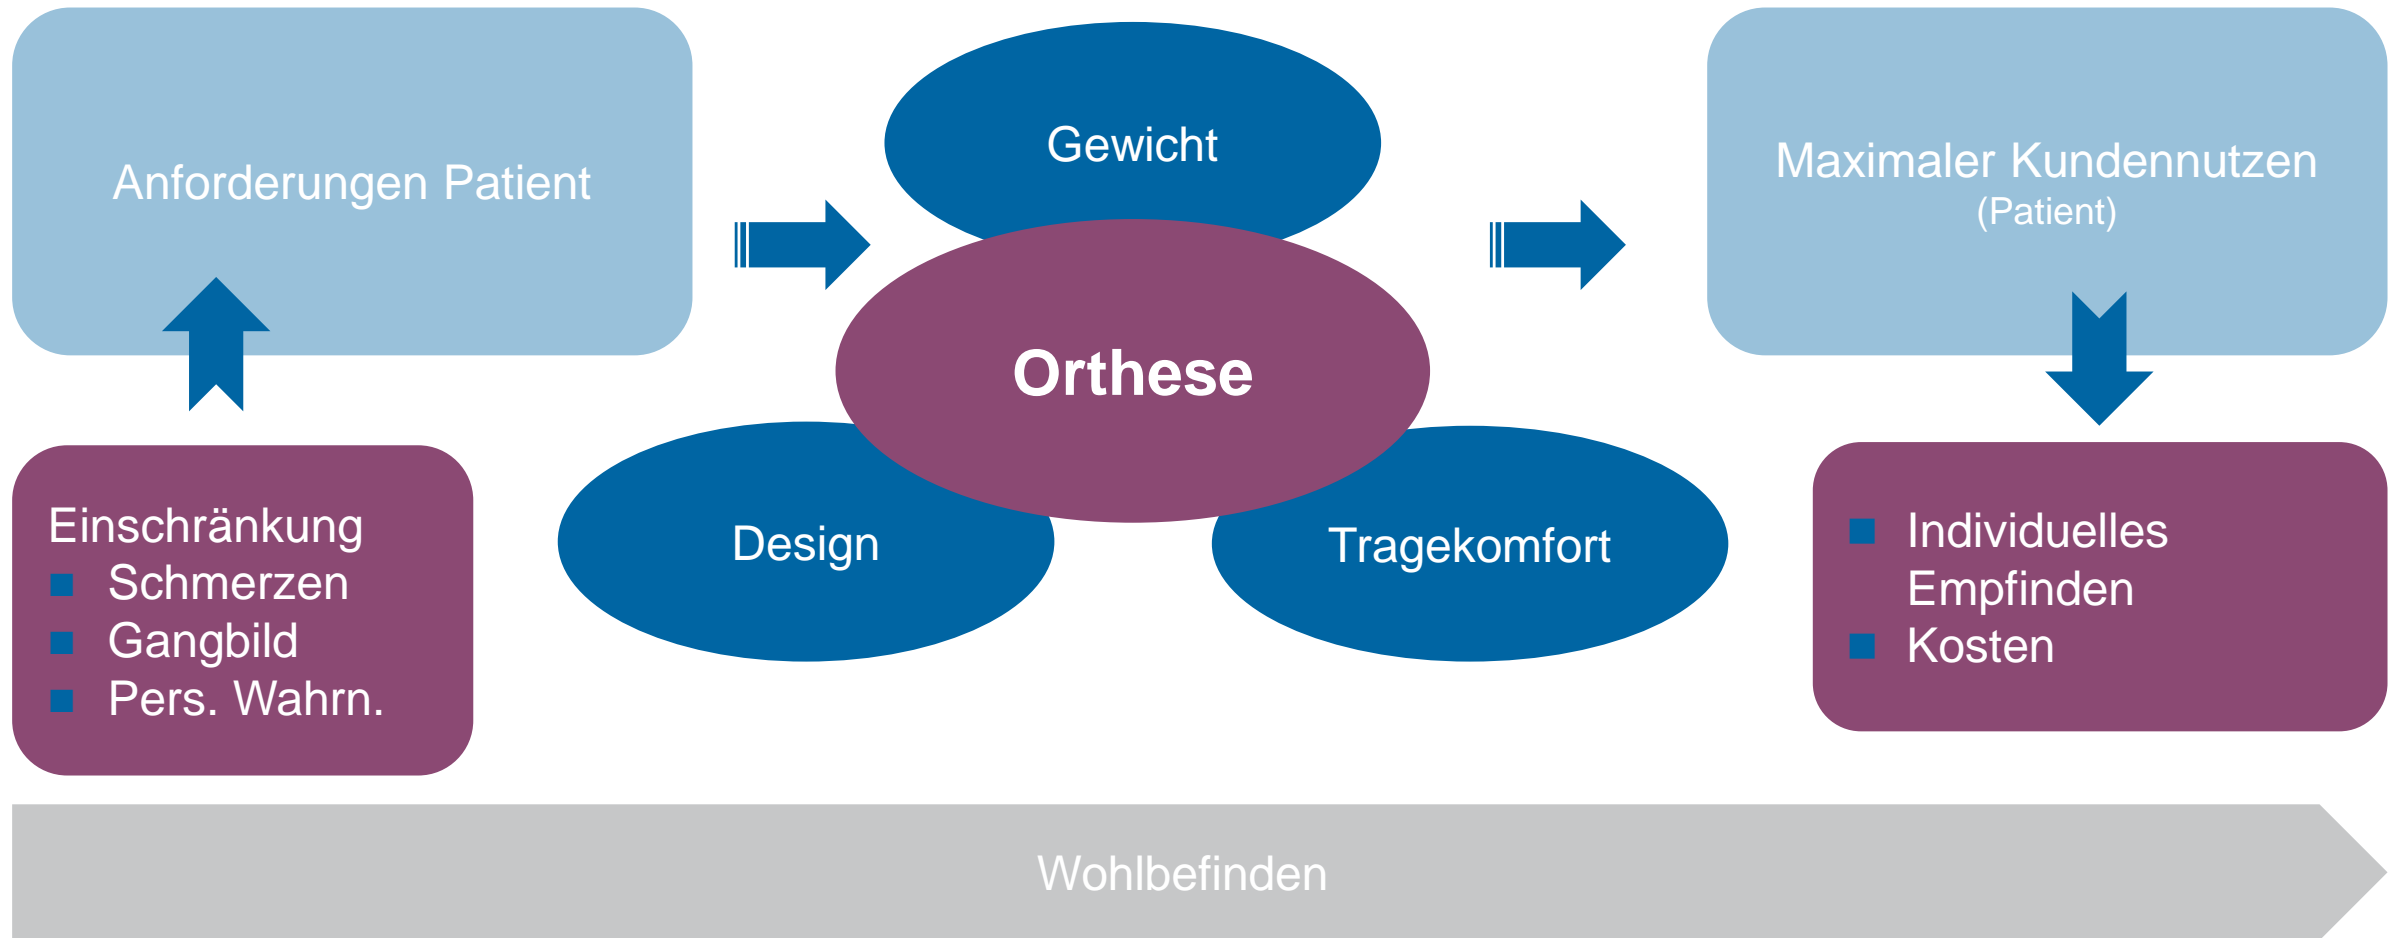 Anforderungen Patient
Einschränkung
Schmerzen
Gangbild
Pers. Wahrn.
Gewicht
Orthese
Design
Tragekomfort
Maximaler Kundennutzen
(Patient)
Individuelles
Empfinden
Kosten
Wohlbefinden